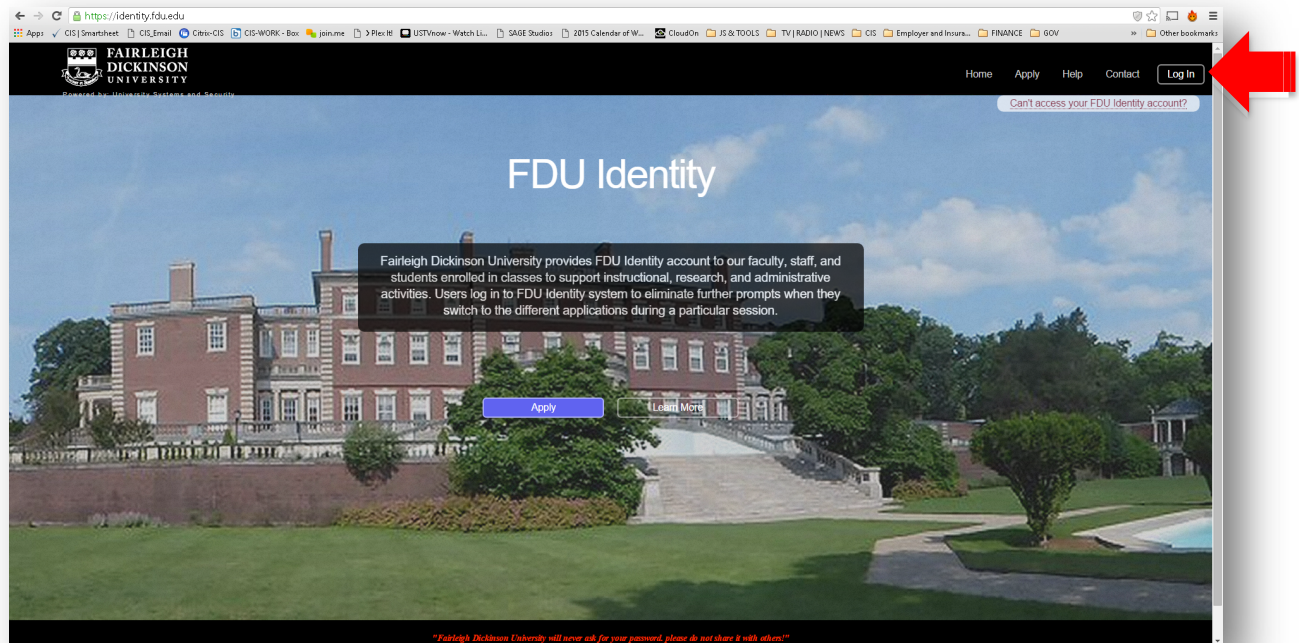 https://identity.fdu.edu
Apps CIS | Smartsheet CIS_Email Citrix-CIS CIS-WORK - Box join.me > Plex It! USTVnow - Watch Li... SAGE Studios 2015 Calendar of W... CloudOn JS & TOOLS TV | RADIO | NEWS CIS Employer and Insura... FINANCE GOV » Other bookmarks
FAIRLEIGH
DICKINSON
UNIVERSITY
Powered by: University Systems and Security
Home Apply Help Contact Log In
Can't access your FDU Identity account?
FDU Identity
Fairleigh Dickinson University provides FDU Identity account to our faculty, staff, and
students enrolled in classes to support instructional, research, and administrative
activities. Users log in to FDU Identity system to eliminate further prompts when they
switch to the different applications during a particular session.
Apply Learn More
"Fairleigh Dickinson University will never ask for your password, please do not share it with others!"